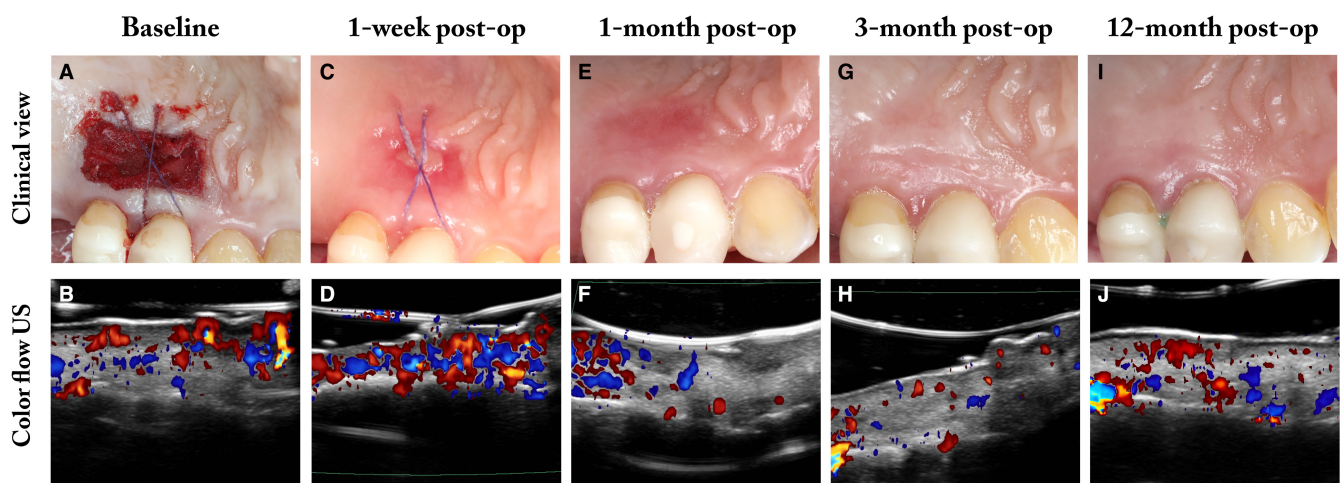 Baseline
1-week post-op
1-month post-op
3-month post-op
12-month post-op
Clinical view
A
C
E
G
I
Color flow US
B
D
F
H
J